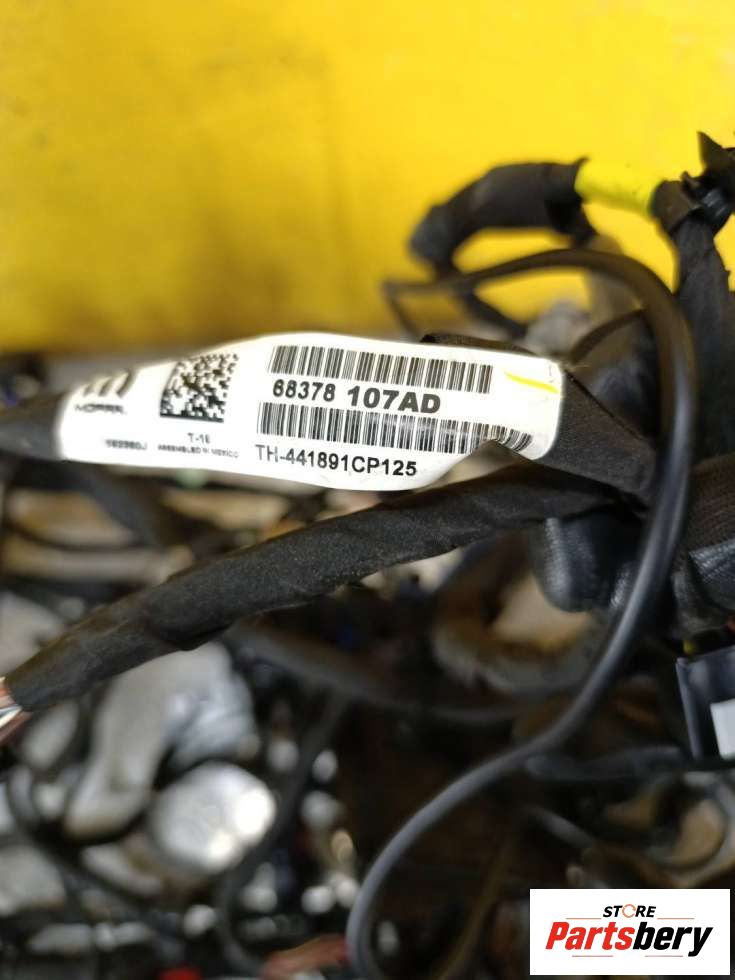 MOPAR.
68378 107AD
T-16
ASSEMBLED IN MEXICO
TH-441891CP125
STORE
Partsbery